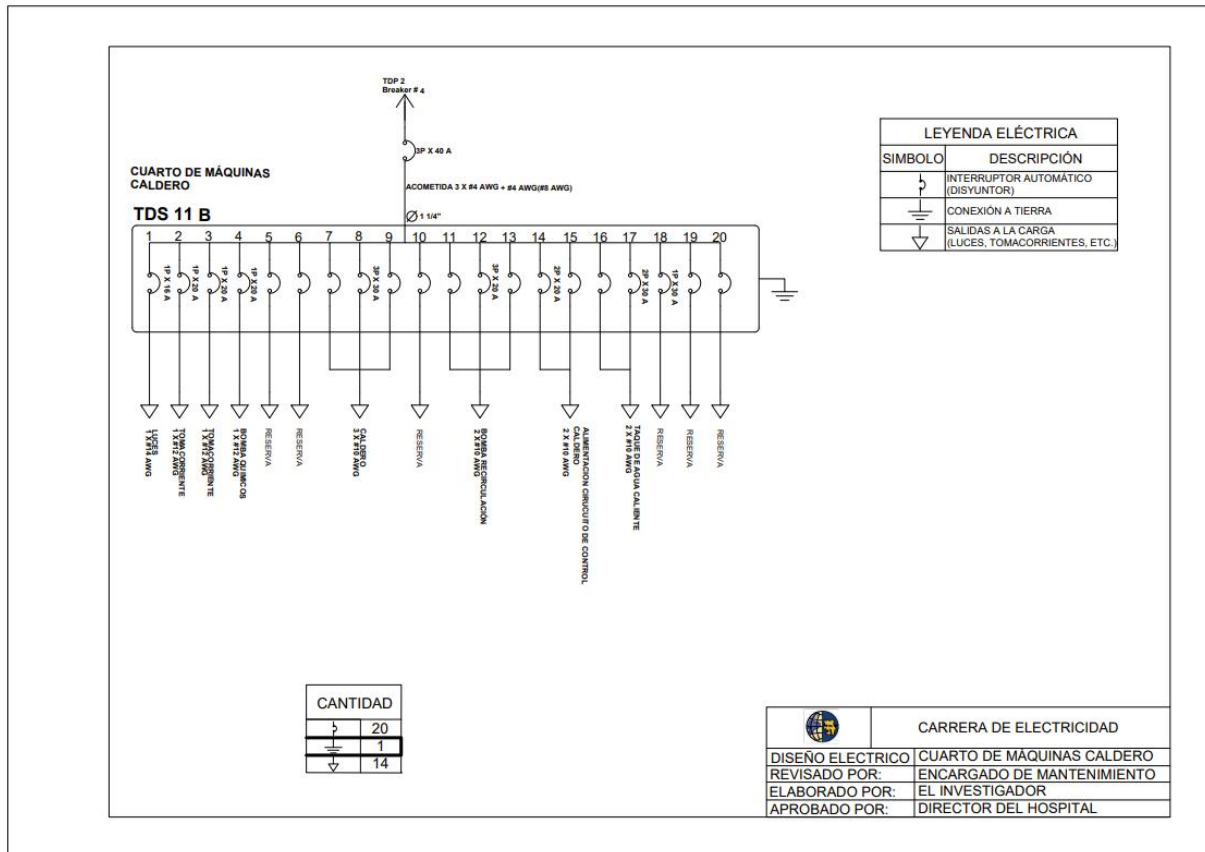 TDP 2
Breaker # 4
3P X 40 A
ACOMETIDA 3 X #4 AWG + #4 AWG(#8 AWG)
1 1/4"
CUARTO DE MÁQUINAS
CALDERO
TDS 11 B
1 2 3 4 5 6 7 8 9 10 11 12 13 14 15 16 17 18 19 20
1P X 16 A
1P X 20 A
1P X 20 A
1P X 20 A
3P X 30 A
3P X 20 A
2P X 20 A
2P X 30 A
1P X 30 A
LUCES
1 X #14 AWG
TOMACORRIENTE
1 X #12 AWG
TOMACORRIENTE
1 X #12 AWG
BOMBA QUIMICOS
1 X #12 AWG
RESERVA
RESERVA
CALDERO
3 X #10 AWG
RESERVA
BOMBA RECIRCULACIÓN
2 X #10 AWG
ALIMENTACION CIRUCUITO DE CONTROL
CALDERO
2 X #10 AWG
TAQUE DE AGUA CALIENTE
2 X #10 AWG
RESERVA
RESERVA
RESERVA
LEYENDA ELÉCTRICA
SIMBOLO DESCRIPCIÓN
INTERRUPTOR AUTOMÁTICO
(DISYUNTOR)
CONEXIÓN A TIERRA
SALIDAS A LA CARGA
(LUCES, TOMACORRIENTES, ETC.)
CANTIDAD
20
1
14
CARRERA DE ELECTRICIDAD
DISEÑO ELECTRICO CUARTO DE MÁQUINAS CALDERO
REVISADO POR: ENCARGADO DE MANTENIMIENTO
ELABORADO POR: EL INVESTIGADOR
APROBADO POR: DIRECTOR DEL HOSPITAL